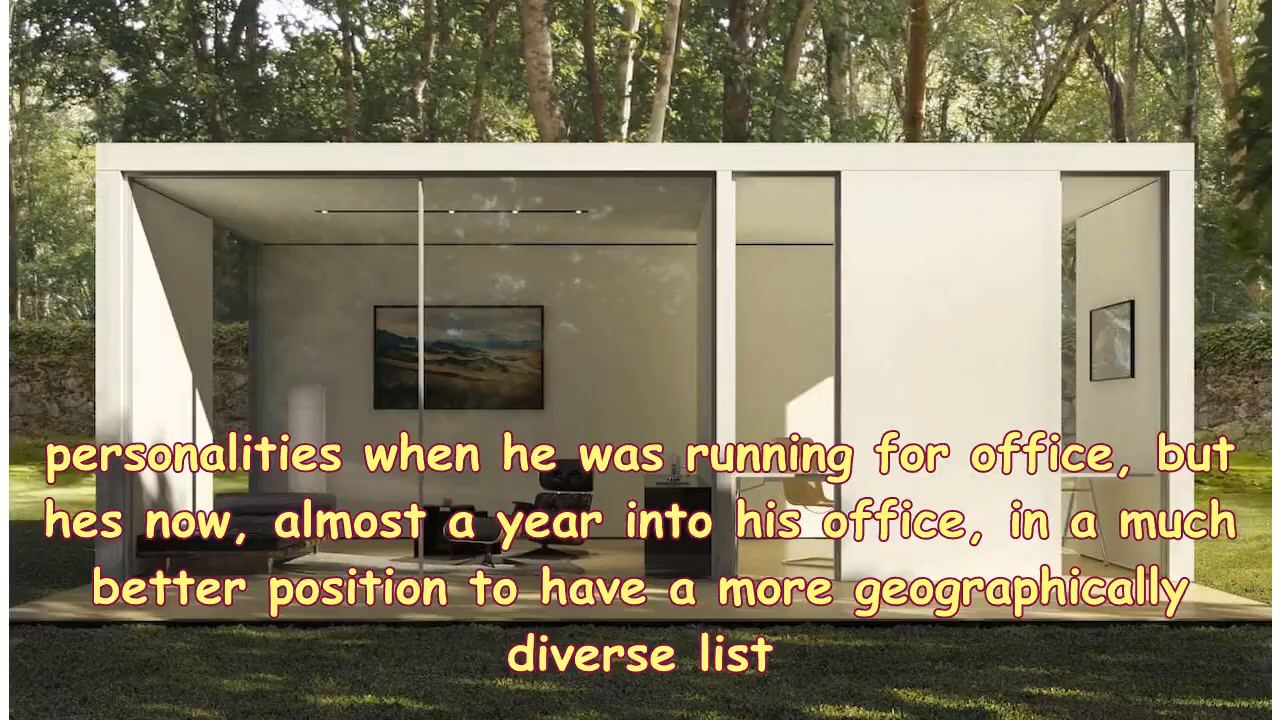 personalities when he was running for office, but
hes now, almost a year into his office, in a much
better position to have a more geographically
diverse list